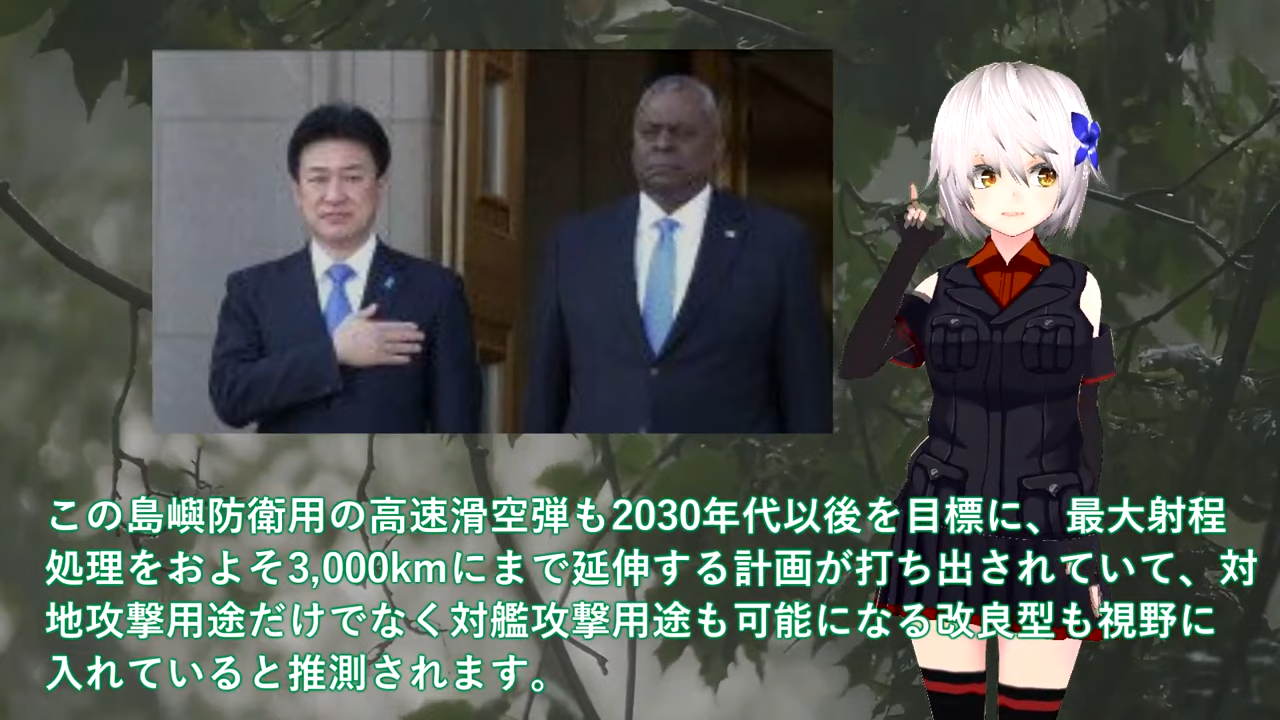 この島嶼防衛用の高速滑空弾も2030年代以後を目標に、最大射程
処理をおよそ3,000kmにまで延伸する計画が打ち出されていて、対
地攻撃用途だけでなく対艦攻撃用途も可能になる改良型も視野に
入れていると推測されます。